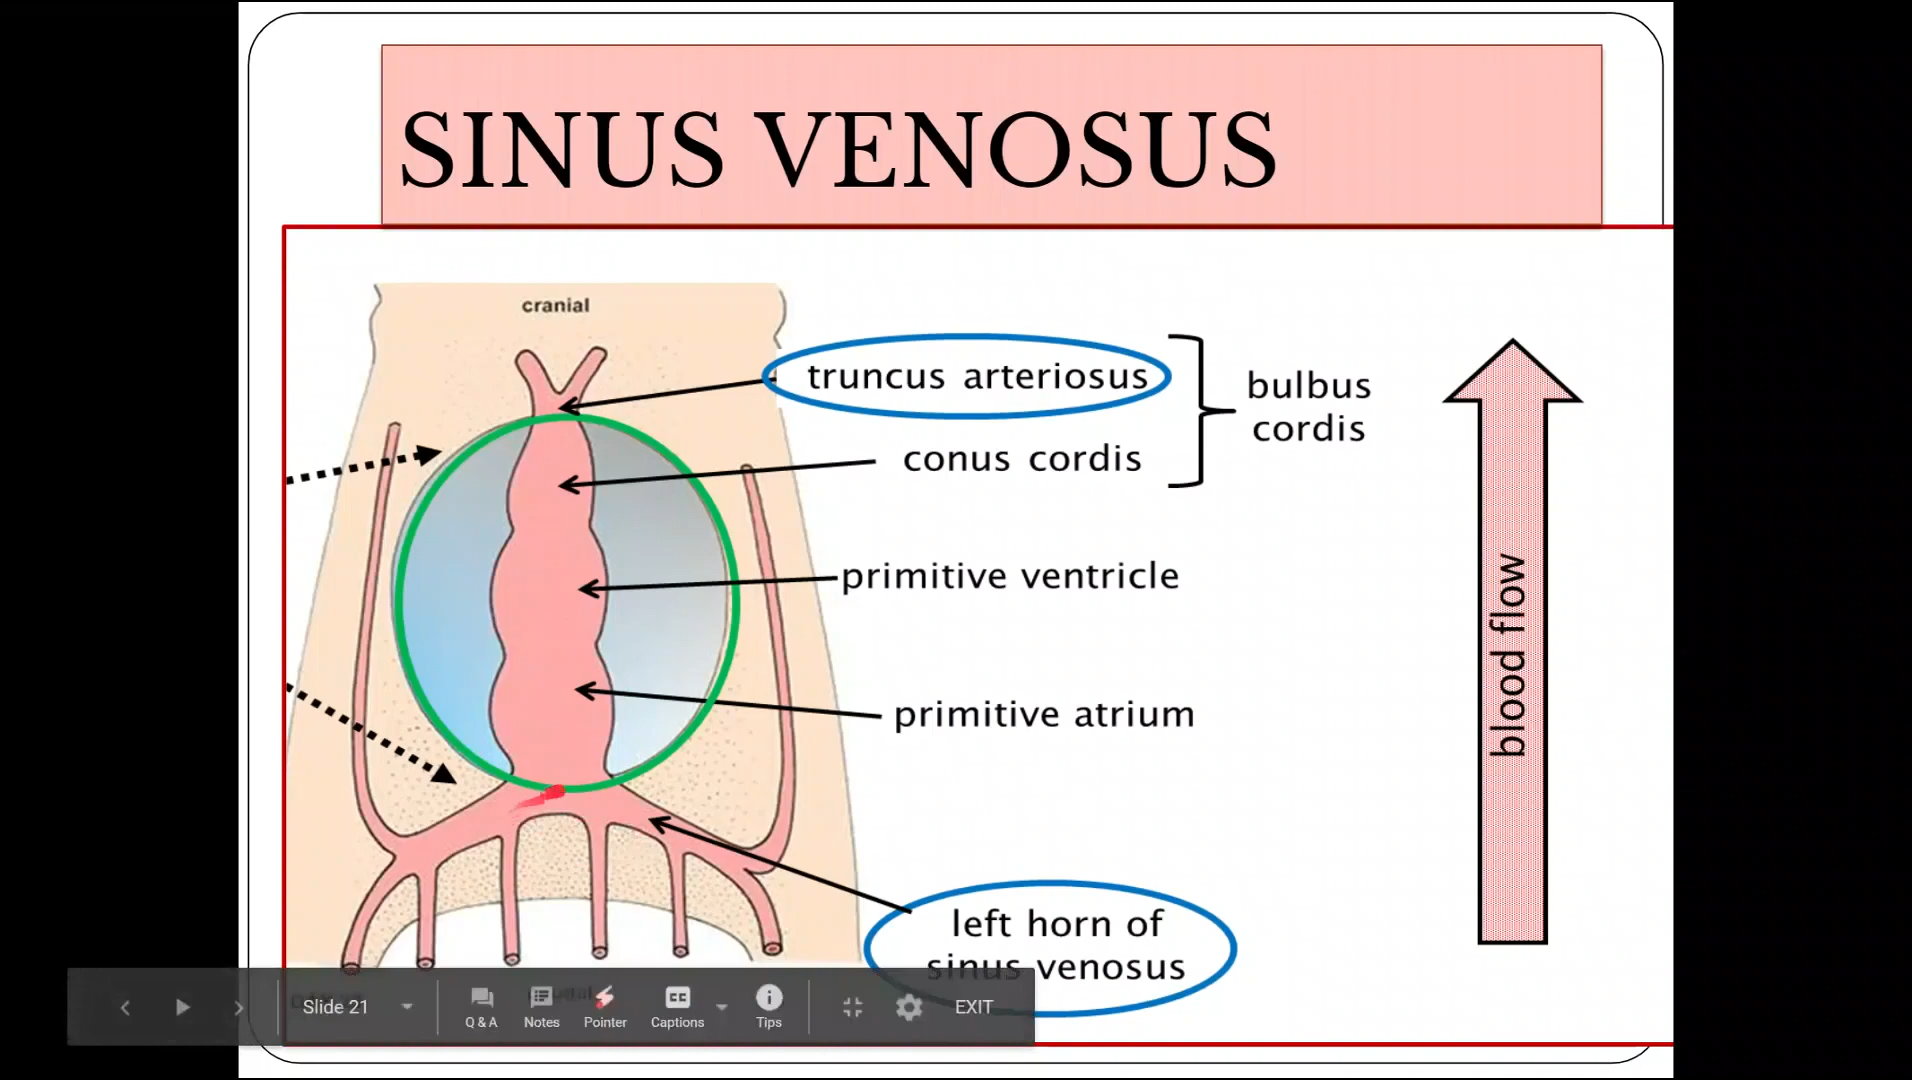 SINUS VENOSUS
cranial
truncus arteriosus
conus cordis
bulbus
cordis
primitive ventricle
primitive atrium
left horn of
sinus venosus
blood flow
Slide 21
Q & A
Notes
Pointer
CC
Captions
Tips
EXIT